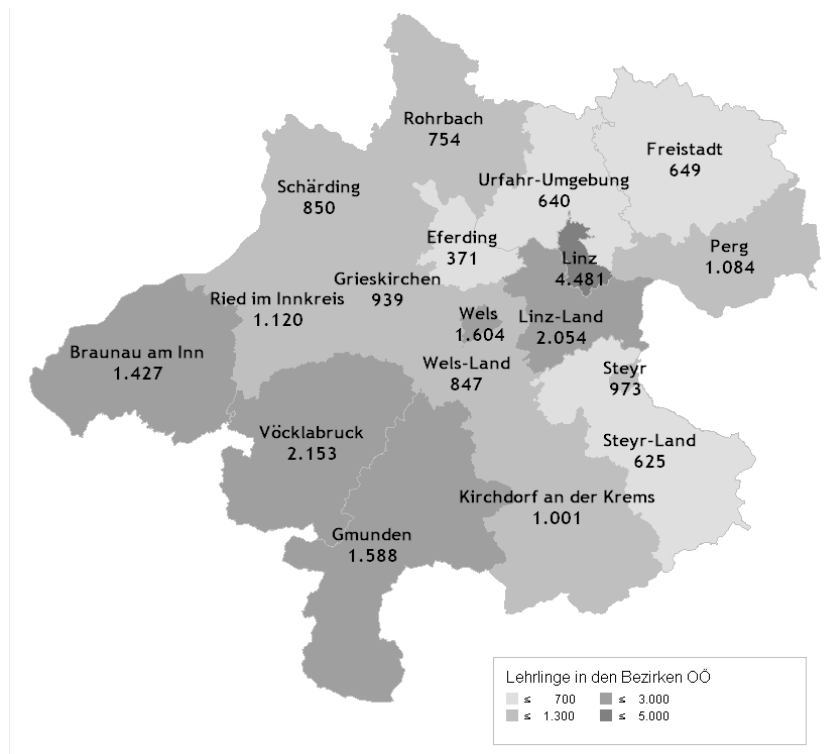 Rohrbach
754
Freistadt
649
Urfahr-Umgebung
640
Schärding
850
Eferding
371
Perg
1.084
Linz
4.481
Grieskirchen
939
Ried im Innkreis
1.120
Wels
1.604
Linz-Land
2.054
Braunau am Inn
1.427
Wels-Land
847
Steyr
973
Vöcklabruck
2.153
Steyr-Land
625
Kirchdorf an der Krems
1.001
Gmunden
1.588
Lehrlinge in den Bezirken OÖ
≤ 700 ≤ 3.000
≤ 1.300 ≤ 5.000